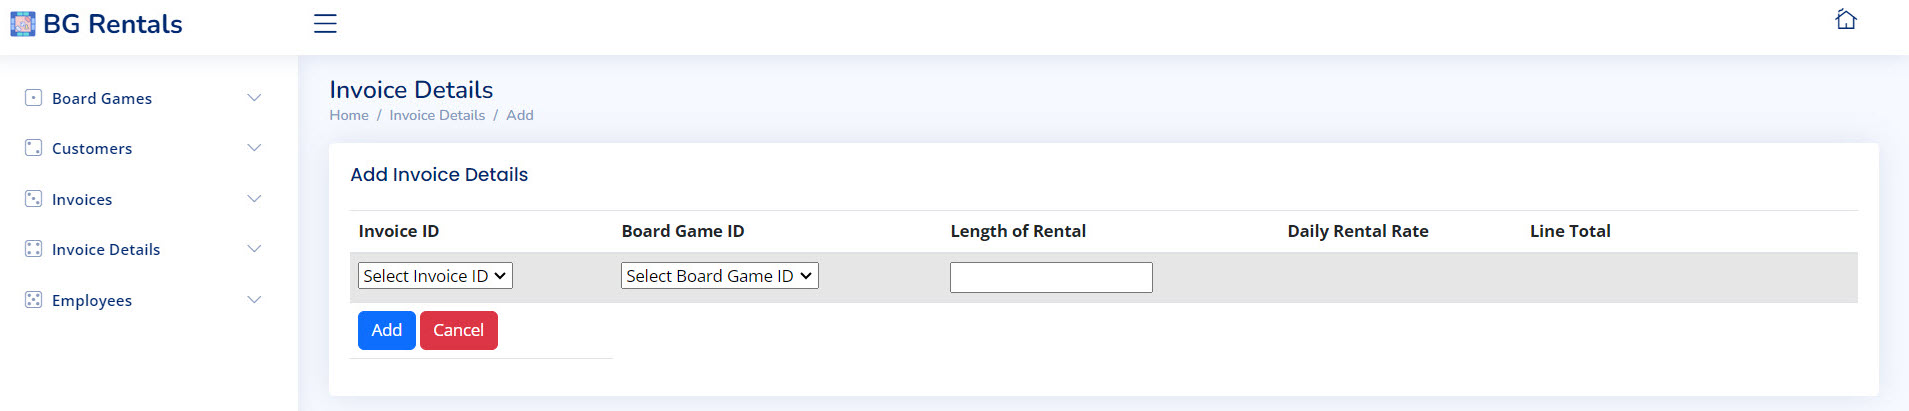 BG Rentals
Board Games
Customers
Invoices
Invoice Details
Employees
Invoice Details
Home / Invoice Details / Add
Add Invoice Details
Invoice ID Board Game ID Length of Rental Daily Rental Rate Line Total
Select Invoice ID Select Board Game ID
Add Cancel